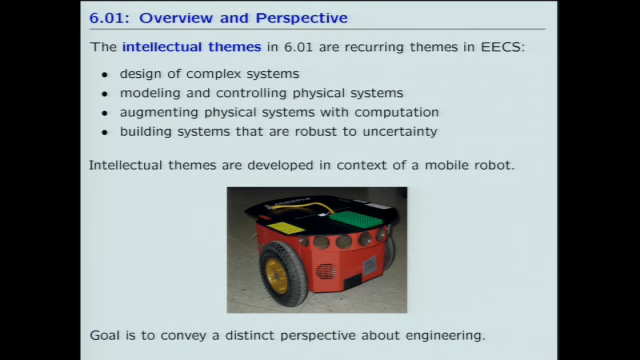 6.01: Overview and Perspective
The intellectual themes in 6.01 are recurring themes in EECS:
• design of complex systems
• modeling and controlling physical systems
• augmenting physical systems with computation
• building systems that are robust to uncertainty
Intellectual themes are developed in context of a mobile robot.
Goal is to convey a distinct perspective about engineering.